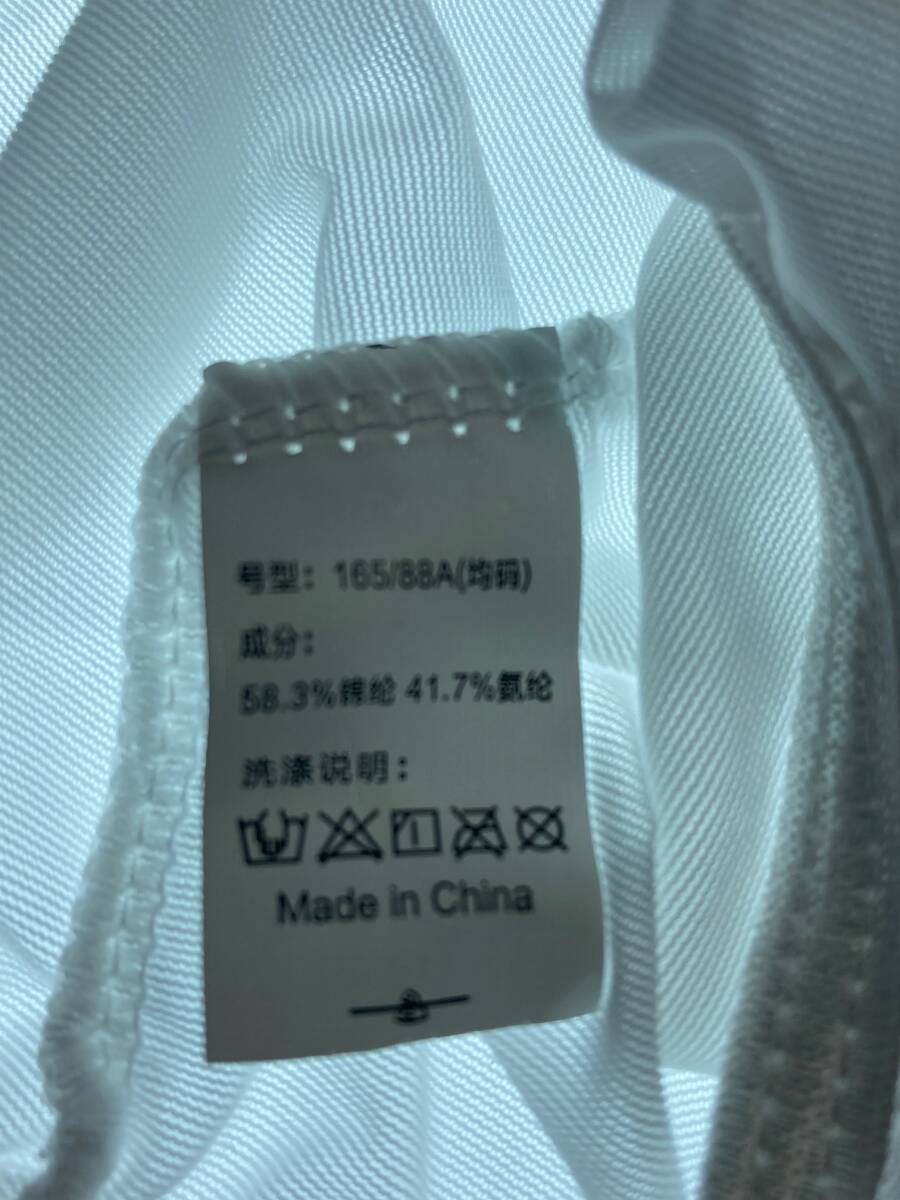 号型：165/88A(均码)
成分：
58.3%锦纶 41.7%氨纶
洗涤说明：
Made in China